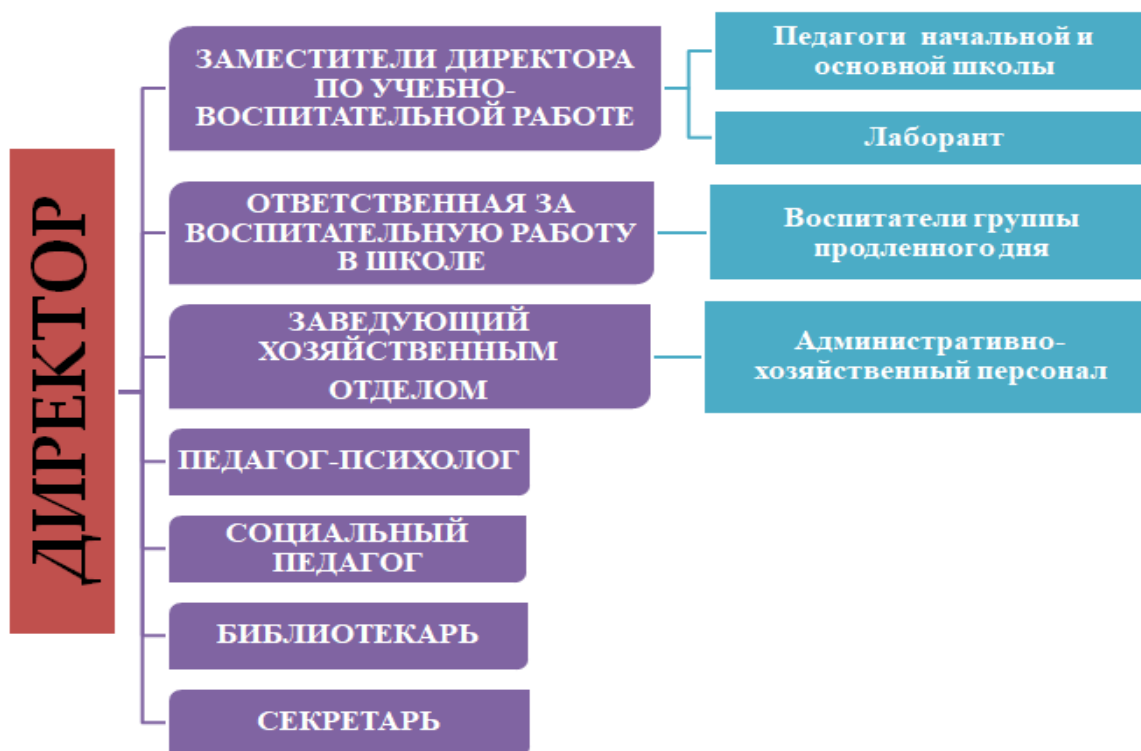 ДИРЕКТОР
ЗАМЕСТИТЕЛИ ДИРЕКТОРА
ПО УЧЕБНО-
ВОСПИТАТЕЛЬНОЙ РАБОТЕ
Педагоги начальной и
основной школы
Лаборант
ОТВЕТСТВЕННАЯ ЗА
ВОСПИТАТЕЛЬНУЮ РАБОТУ
В ШКОЛЕ
Воспитатели группы
продленного дня
ЗАВЕДУЮЩИЙ
ХОЗЯЙСТВЕННЫМ
ОТДЕЛОМ
Административно-
хозяйственный персонал
ПЕДАГОГ-ПСИХОЛОГ
СОЦИАЛЬНЫЙ
ПЕДАГОГ
БИБЛИОТЕКАРЬ
СЕКРЕТАРЬ